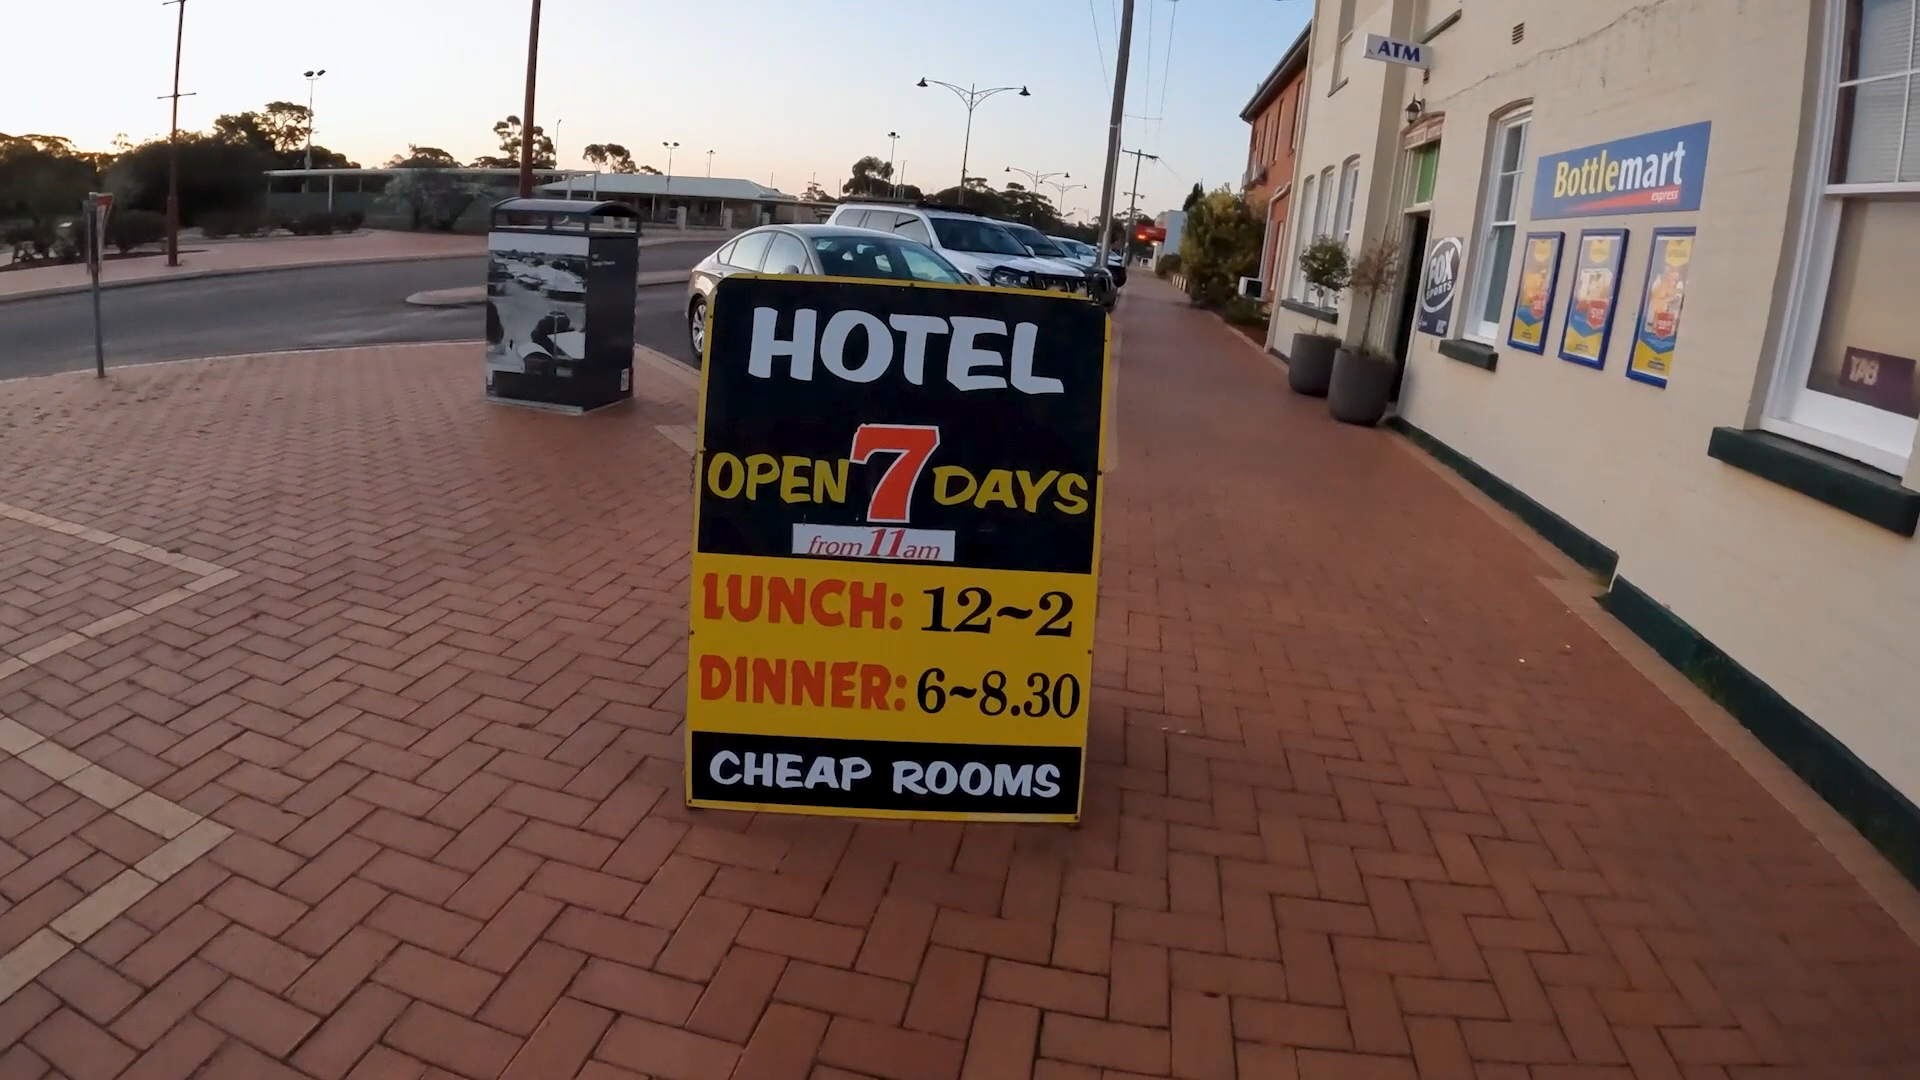 HOTEL
OPEN 7 DAYS
from 11am
LUNCH: 12~2
DINNER: 6~8.30
CHEAP ROOMS
ATM
Bottlemart
express
FOX
SPORTS
TAB